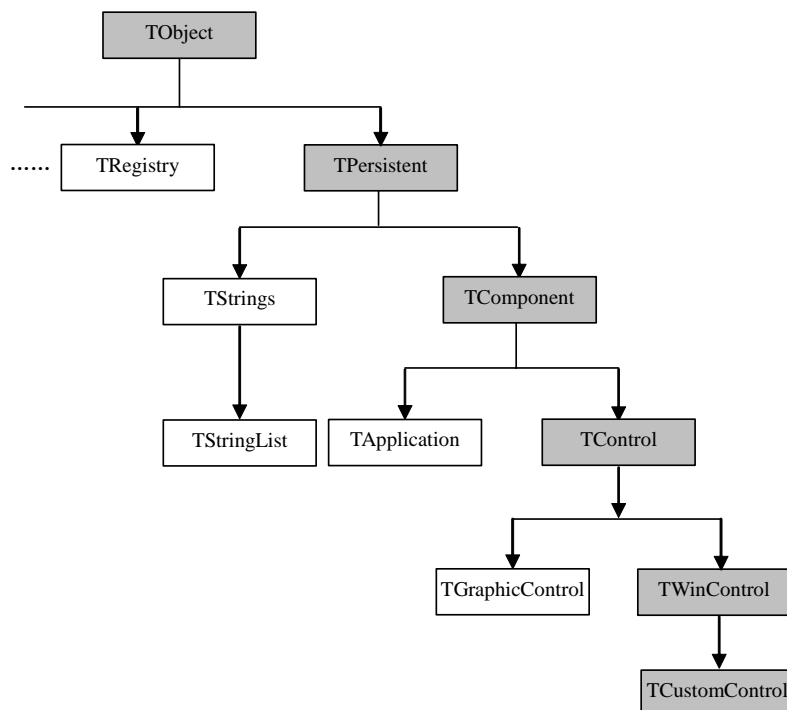 TObject
...... TRegistry TPersistent
TStrings TComponent
TStringList TApplication TControl
TGraphicControl TWinControl
TCustomControl